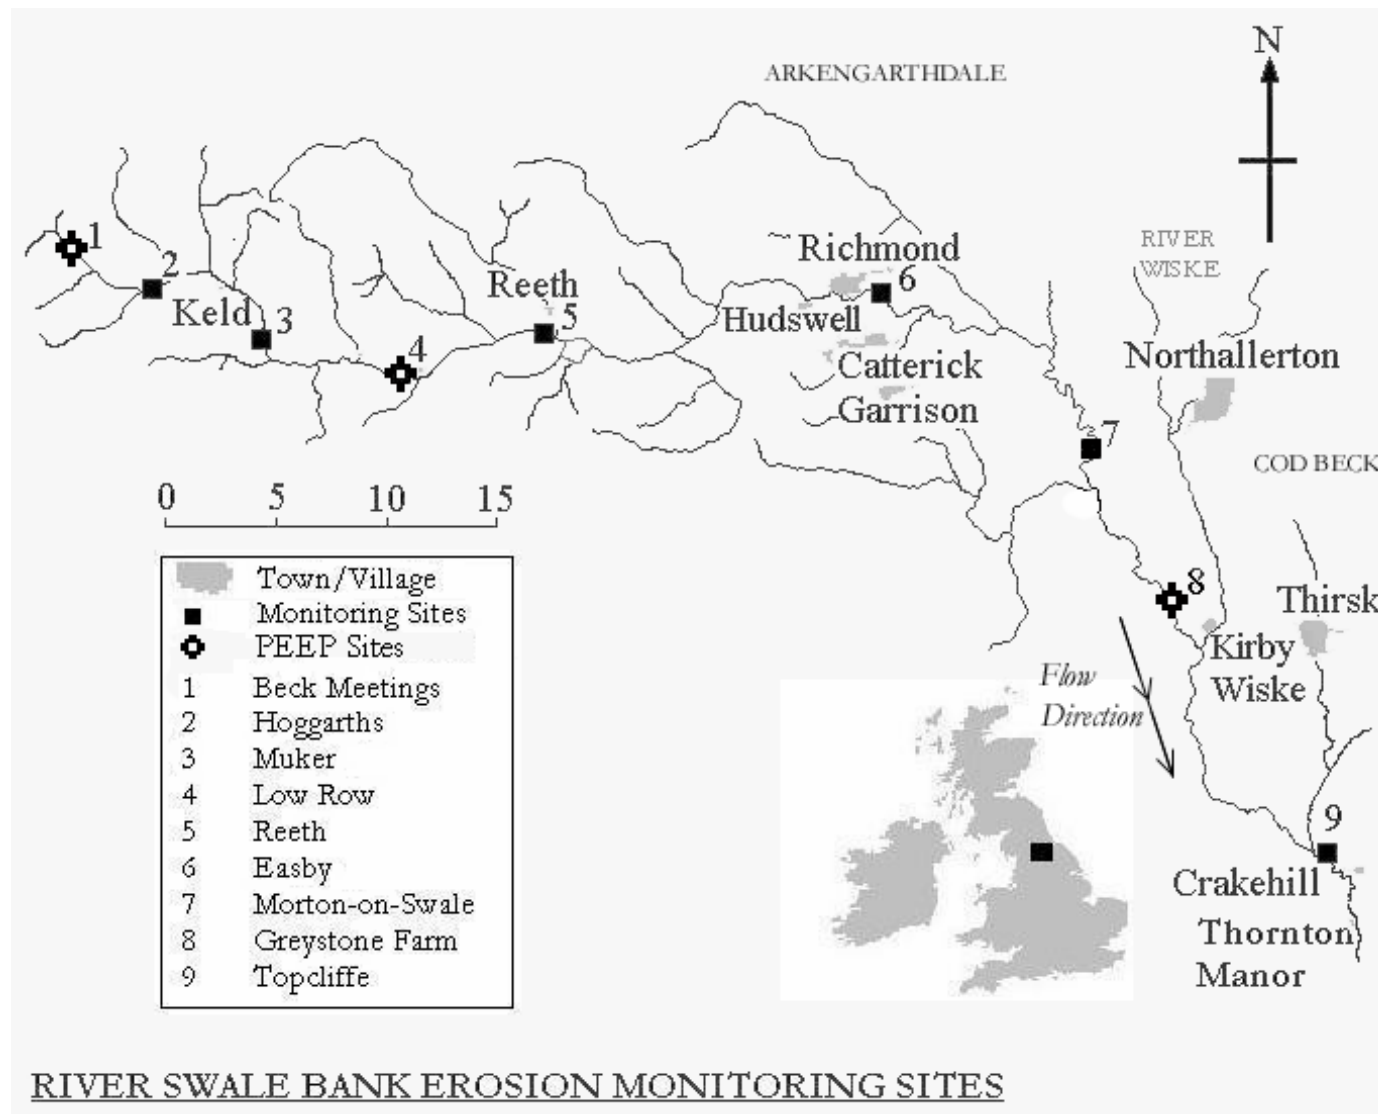 N
ARKENGARTHDALE
RIVER
WISKE
1
2
Keld
3
4
Reeth
5
Richmond
6
Hudswell
Catterick
Garrison
Northallerton
7
COD BECK
8
Thirsk
Kirby
Wiske
Flow
Direction
9
Crakehill
Thornton
Manor
0 5 10 15
Town/Village
Monitoring Sites
PEEP Sites
1 Beck Meetings
2 Hoggarths
3 Muker
4 Low Row
5 Reeth
6 Easby
7 Morton-on-Swale
8 Greystone Farm
9 Topcliffe
RIVER SWALE BANK EROSION MONITORING SITES